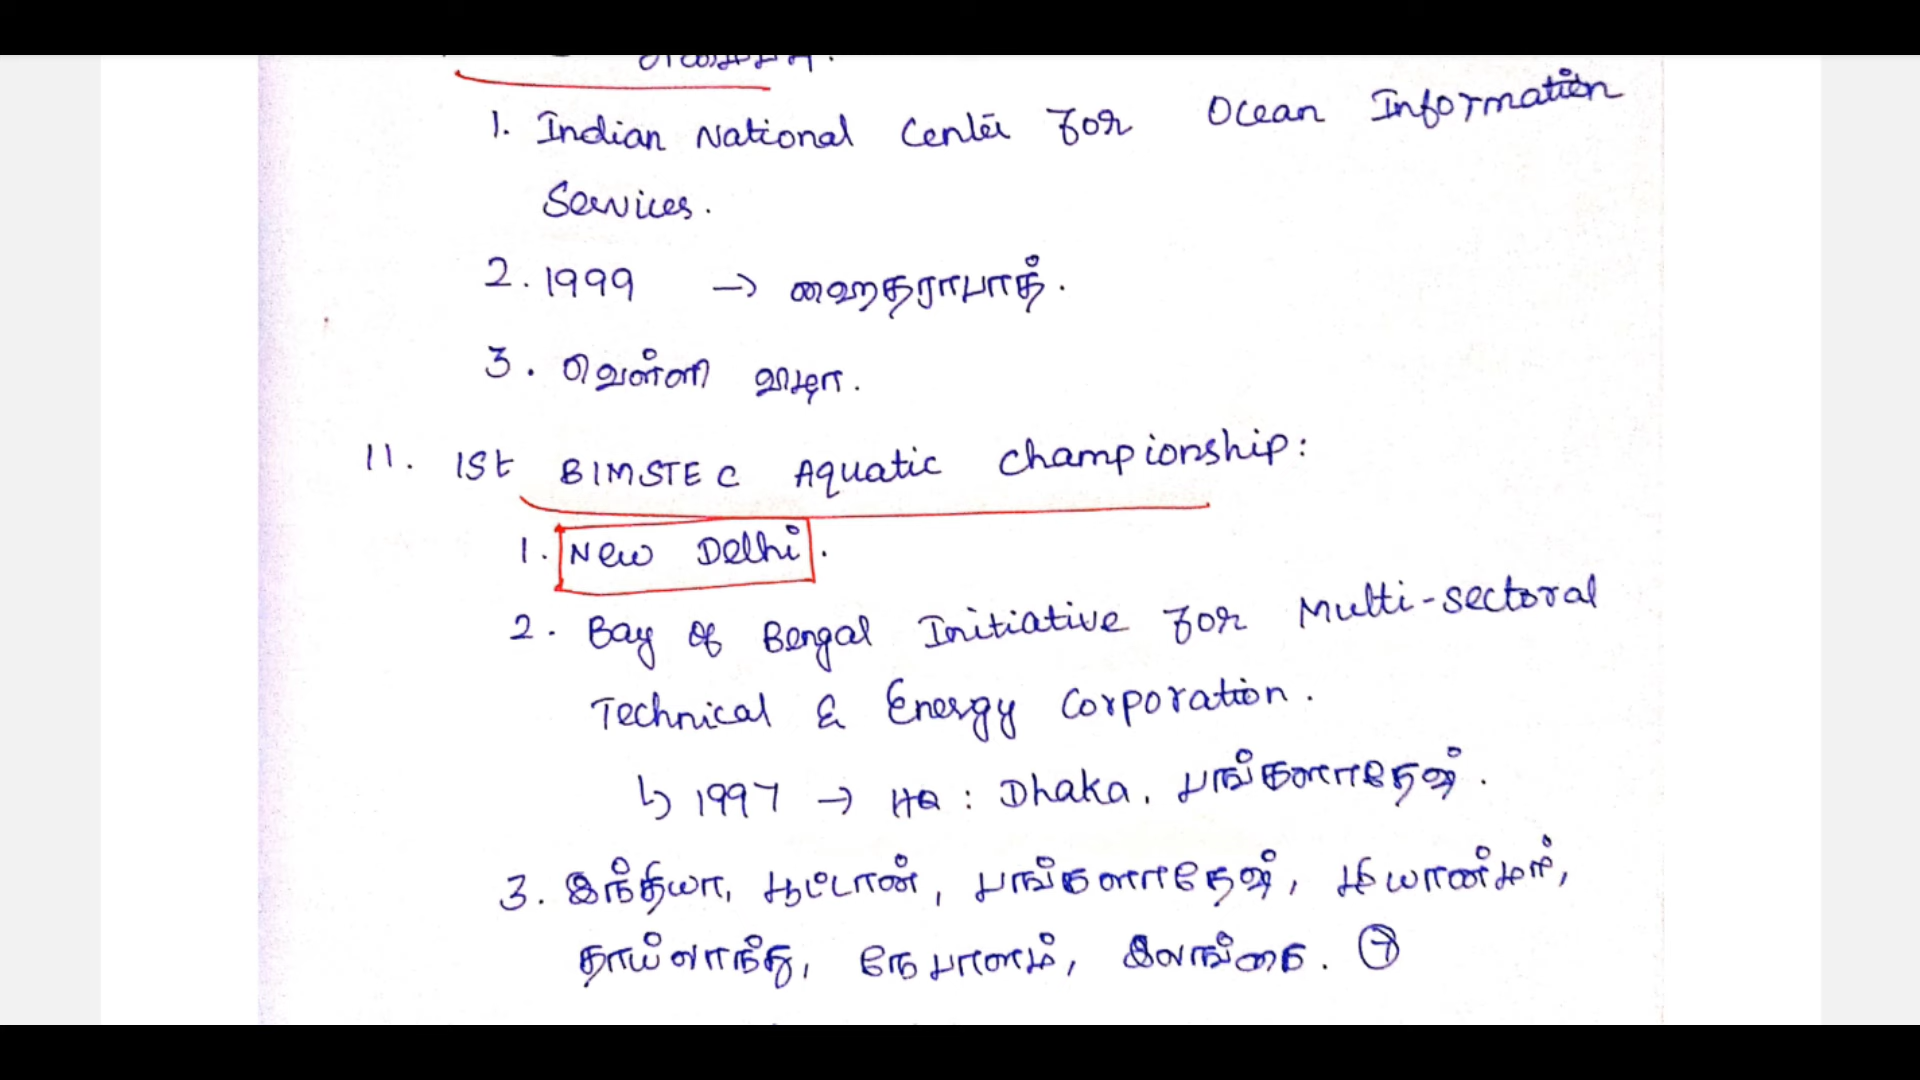 1. Indian National Center for Ocean Information
Services.
2. 1999 → ஹைதராபாத்.
3. வெள்ளி விழா.
11. 1st BIMSTEC Aquatic Championship:
1. New Delhi.
2. Bay of Bengal Initiative for Multi-sectoral
Technical & Energy Corporation.
↳ 1997 → HQ : Dhaka, பங்களாதேஷ்.
3. இந்தியா, பூட்டான், பங்களாதேஷ், மியான்மர்,
தாய்லாந்து, நேபாளம், இலங்கை. 7